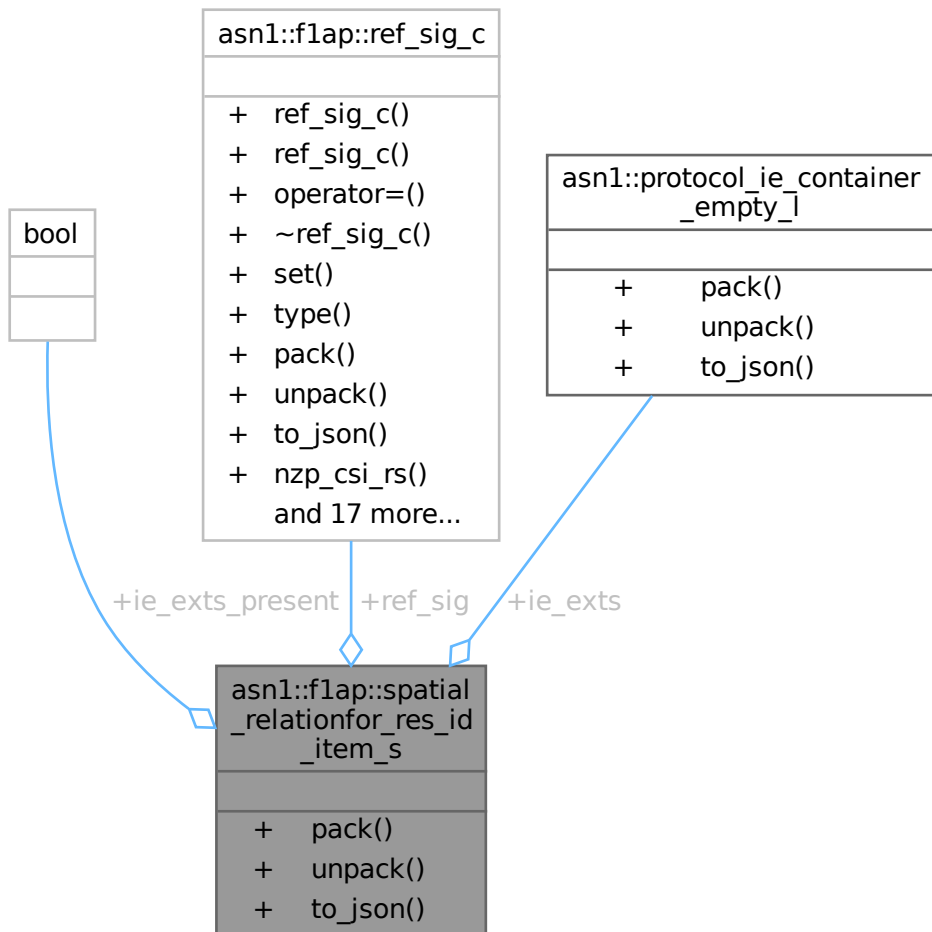 asn1::f1ap::ref_sig_c
+ ref_sig_c()
+ ref_sig_c()
+ operator=()
+ ~ref_sig_c()
+ set()
+ type()
+ pack()
+ unpack()
+ to_json()
+ nzp_csi_rs()
and 17 more...
asn1::protocol_ie_container
_empty_l
+ pack()
+ unpack()
+ to_json()
bool
+ie_exts_present
+ref_sig
+ie_exts
asn1::f1ap::spatial
_relationfor_res_id
_item_s
+ pack()
+ unpack()
+ to_json()